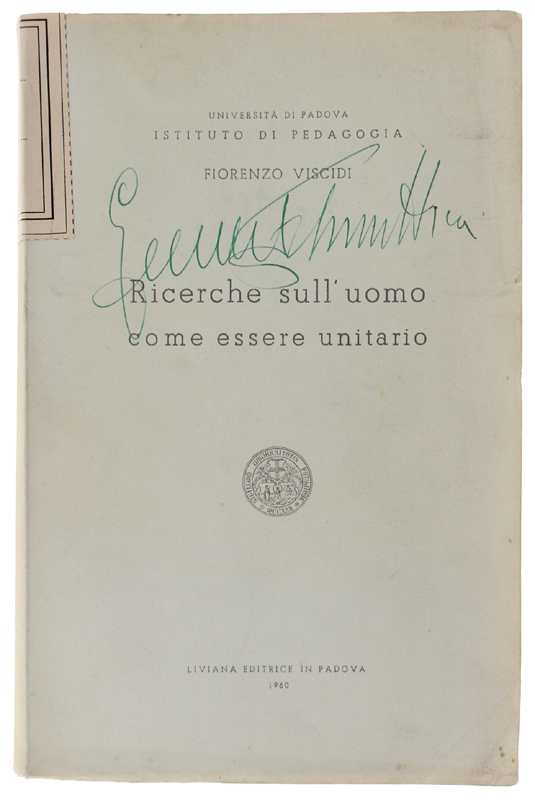 UNIVERSITÀ DI PADOVA
ISTITUTO DI PEDAGOGIA
FIORENZO VISCIDI
Ricerche sull'uomo
come essere unitario
LIVIANA EDITRICE IN PADOVA
1960